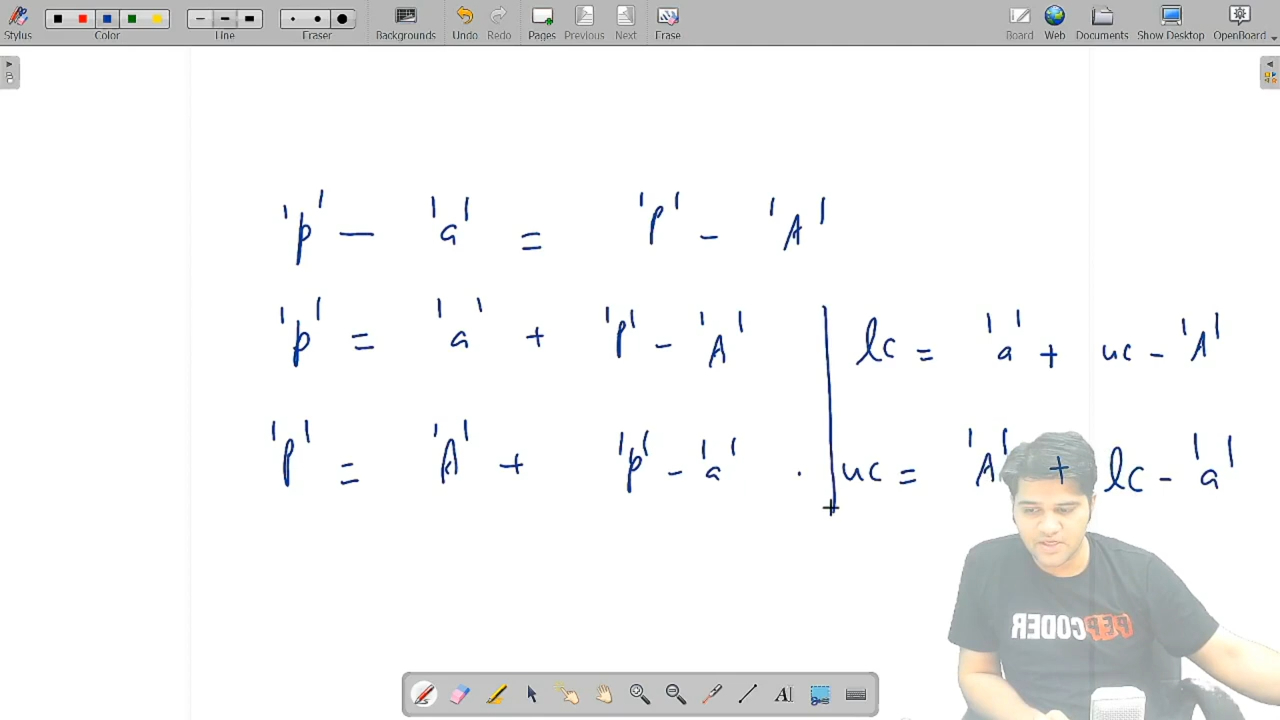 Stylus Color Line Eraser Backgrounds Undo Redo Pages Previous Next Erase Board Web Documents Show Desktop OpenBoard
'p' - 'a' = 'P' - 'A'
'p' = 'a' + 'P' - 'A'
lc = 'a' + uc - 'A'
'P' = 'A' + 'p' - 'a' .
uc = 'A' + lc - 'a'
PEPCODER